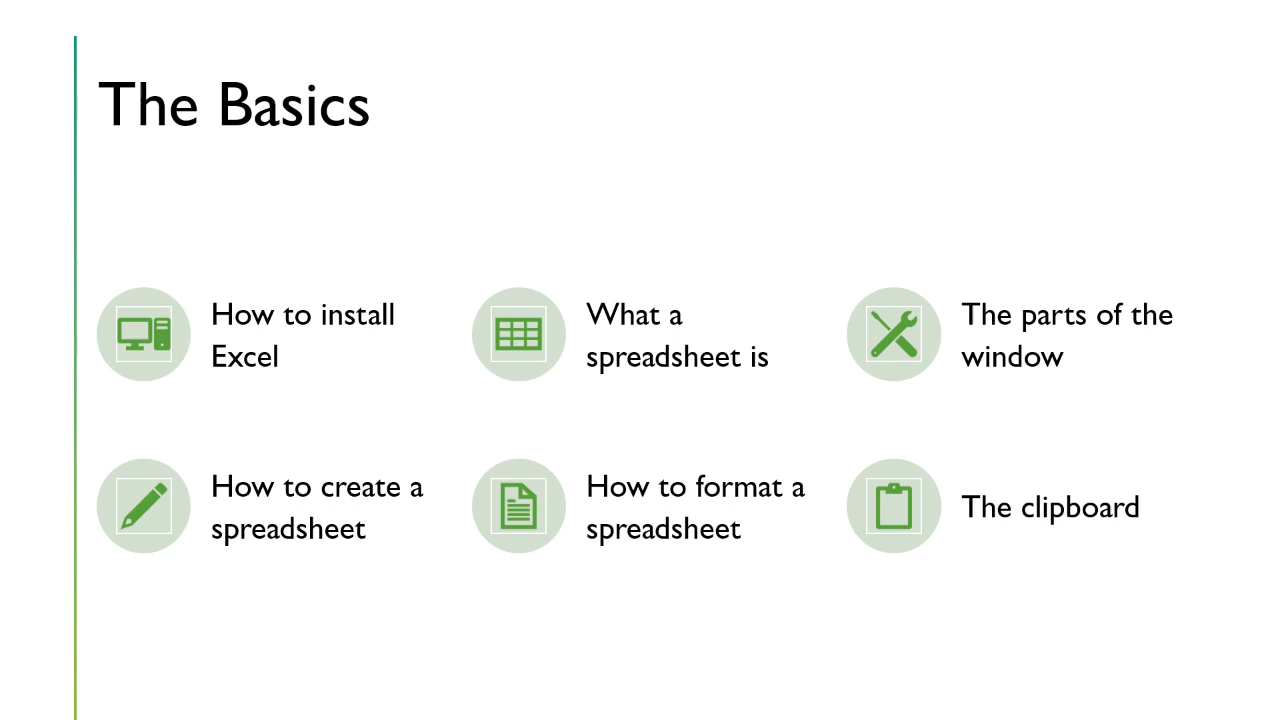 The Basics
How to install
Excel
What a
spreadsheet is
The parts of the
window
How to create a
spreadsheet
How to format a
spreadsheet
The clipboard